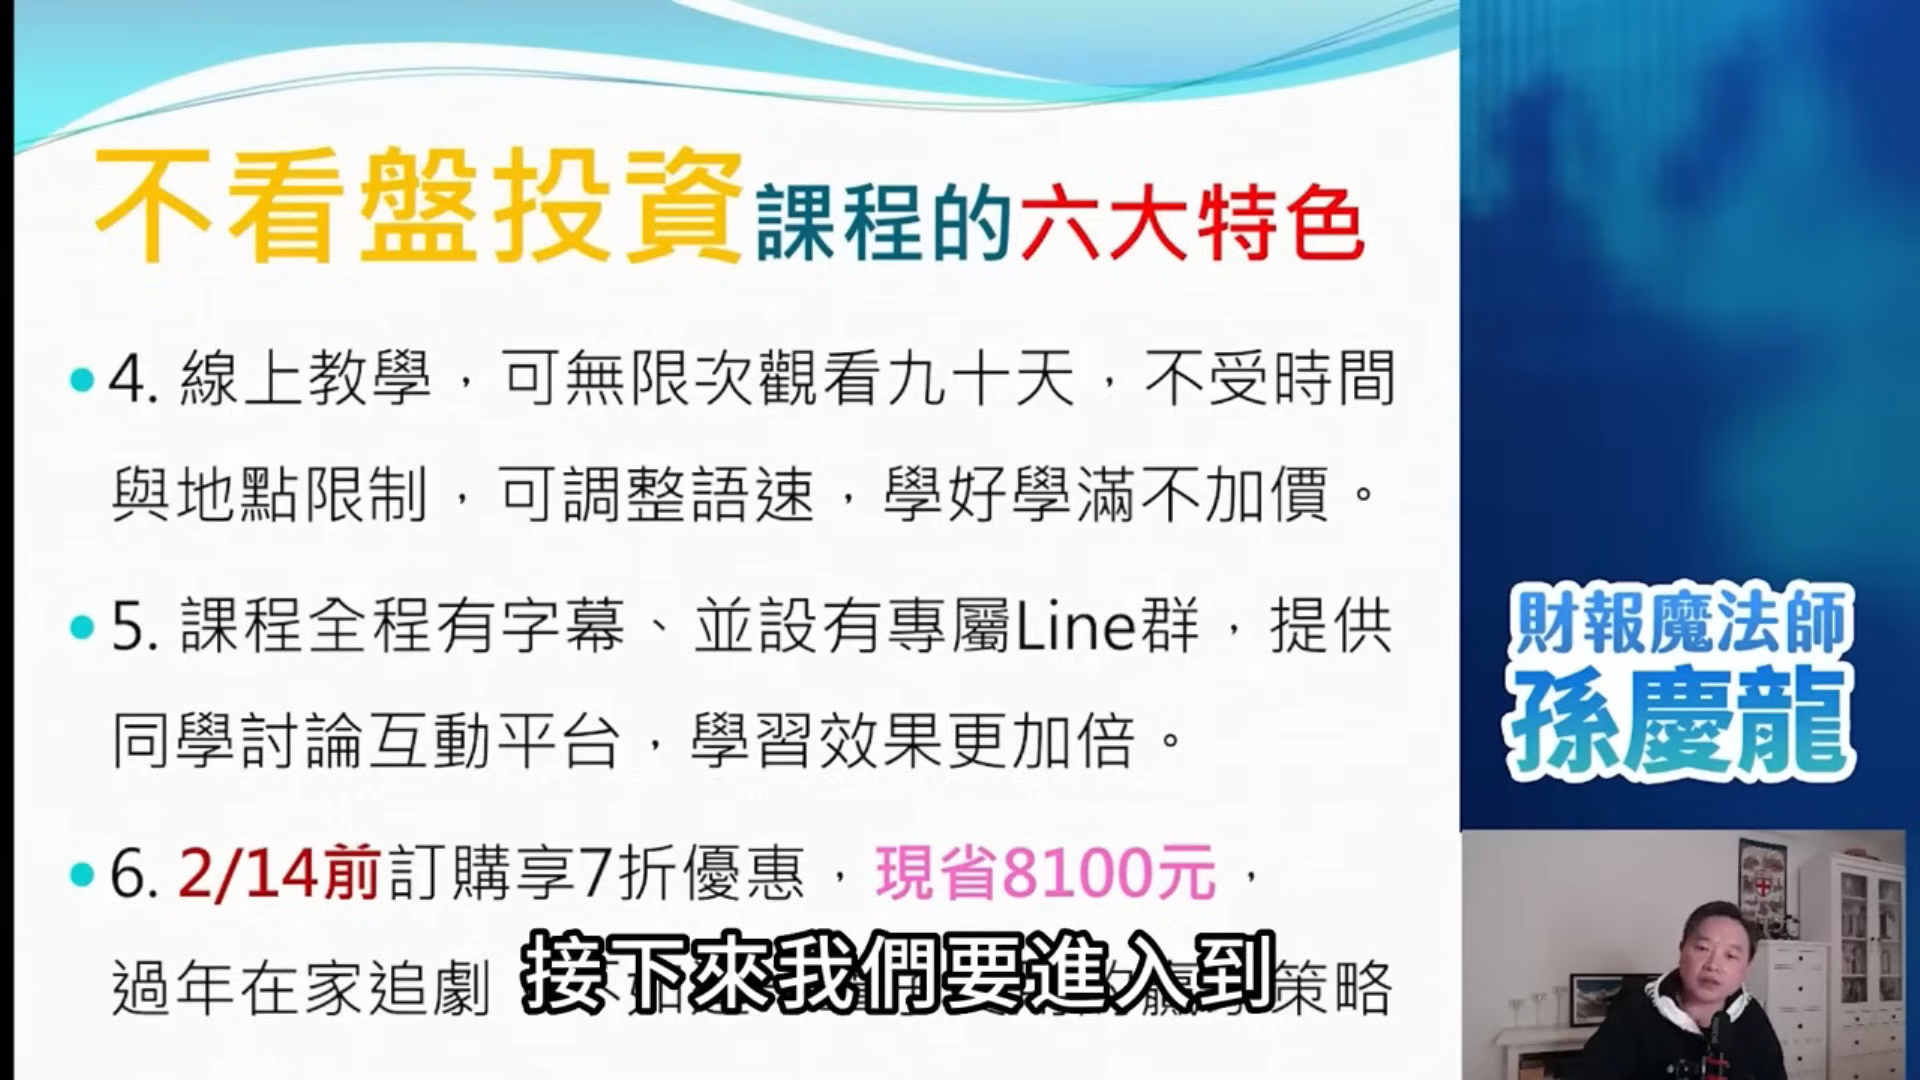 不看盤投資課程的六大特色
4. 線上教學，可無限次觀看九十天，不受時間
與地點限制，可調整語速，學好學滿不加價。
5. 課程全程有字幕、並設有專屬Line群，提供
同學討論互動平台，學習效果更加倍。
6. 2/14前訂購享7折優惠，現省8100元，
過年在家追劇
策略
接下來我們要進入到
財報魔法師
孫慶龍